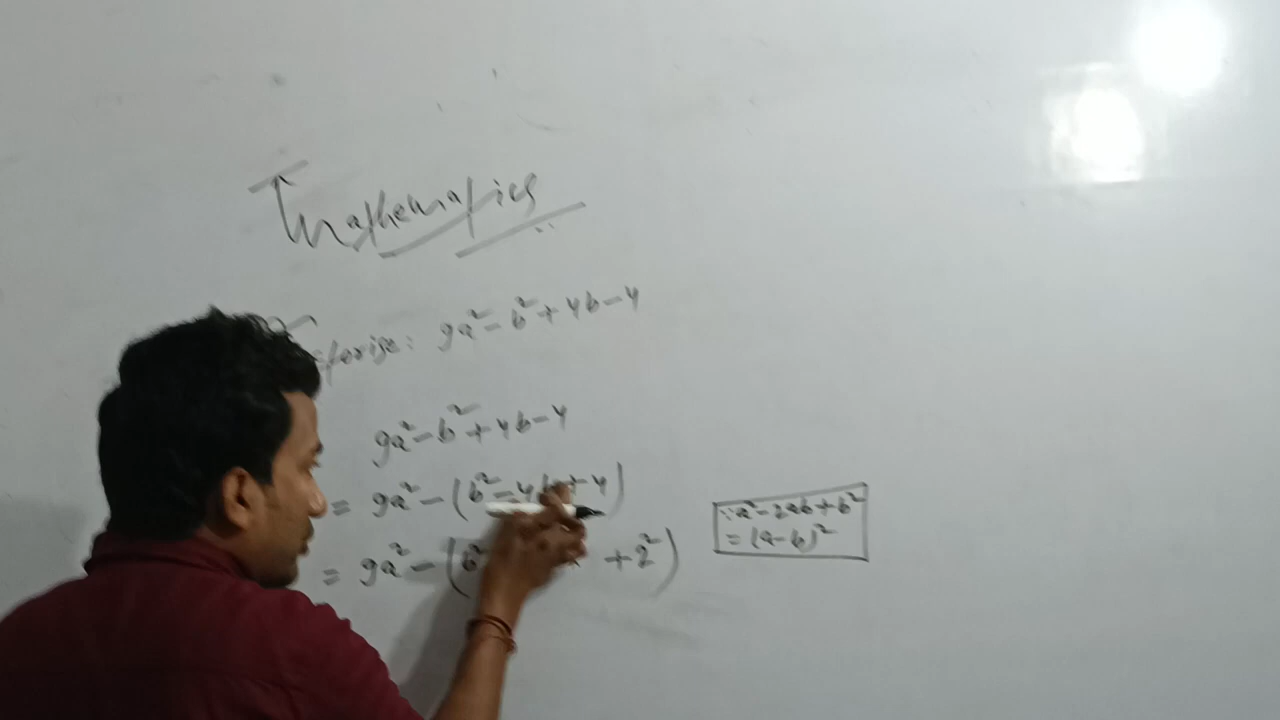 Mathematics
: 9a² - b² + 4b - 4
9a² - b² + 4b - 4
= 9a² - (b² - 4b + 4)
= 9a² - (b² + 2²)
∵ a² - 2ab + b²
= (a - b)²